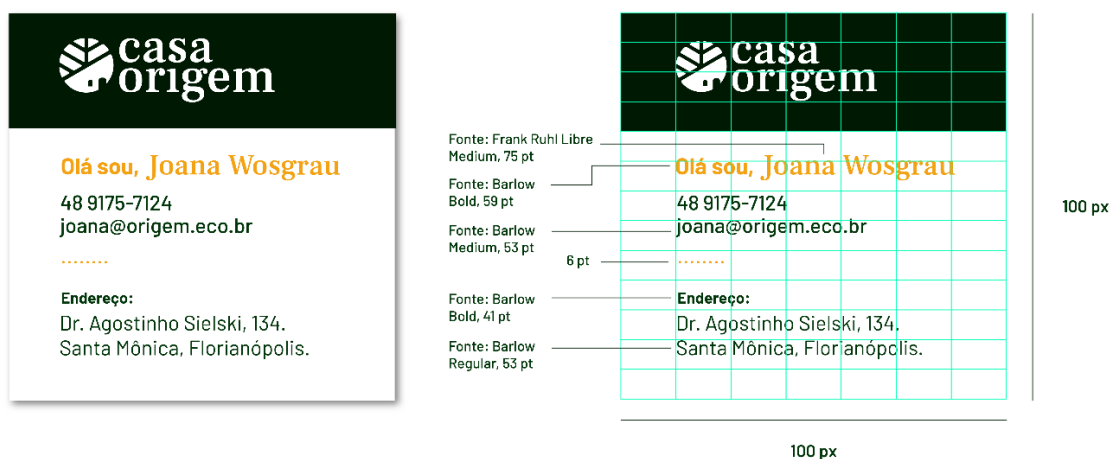 casa
origem
Olá sou, Joana Wosgrau
48 9175-7124
joana@origem.eco.br
........
Endereço:
Dr. Agostinho Sielski, 134.
Santa Mônica, Florianópolis.
Fonte: Frank Ruhl Libre
Medium, 75 pt
Fonte: Barlow
Bold, 59 pt
Fonte: Barlow
Medium, 53 pt
6 pt
Fonte: Barlow
Bold, 41 pt
Fonte: Barlow
Regular, 53 pt
casa
origem
Olá sou, Joana Wosgrau
48 9175-7124
joana@origem.eco.br
........
Endereço:
Dr. Agostinho Sielski, 134.
Santa Mônica, Florianópolis.
100 px
100 px